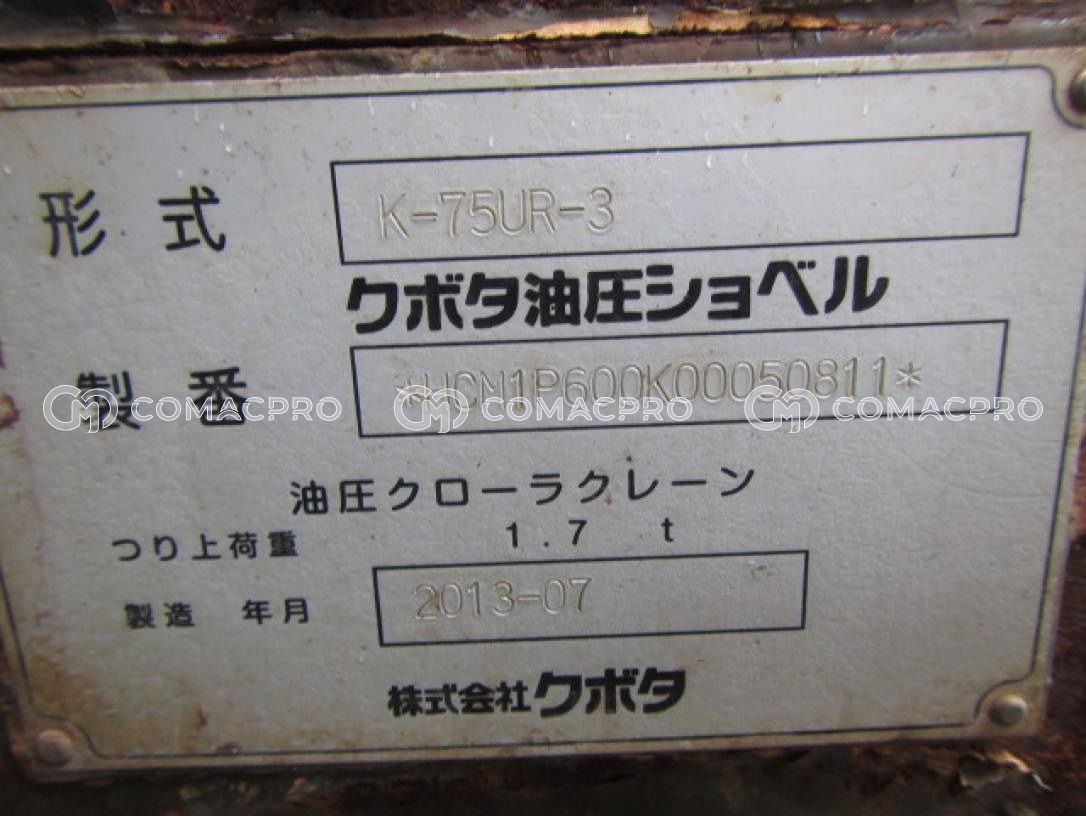 形式 K-75UR-3
クボタ油圧ショベル
製番 *HCM1P600K00050811*
COMACPRO COMACPRO COMACPRO
油圧クローラクレーン
つり上荷重 1.7 t
製造 年月 2013-07
株式会社クボタ